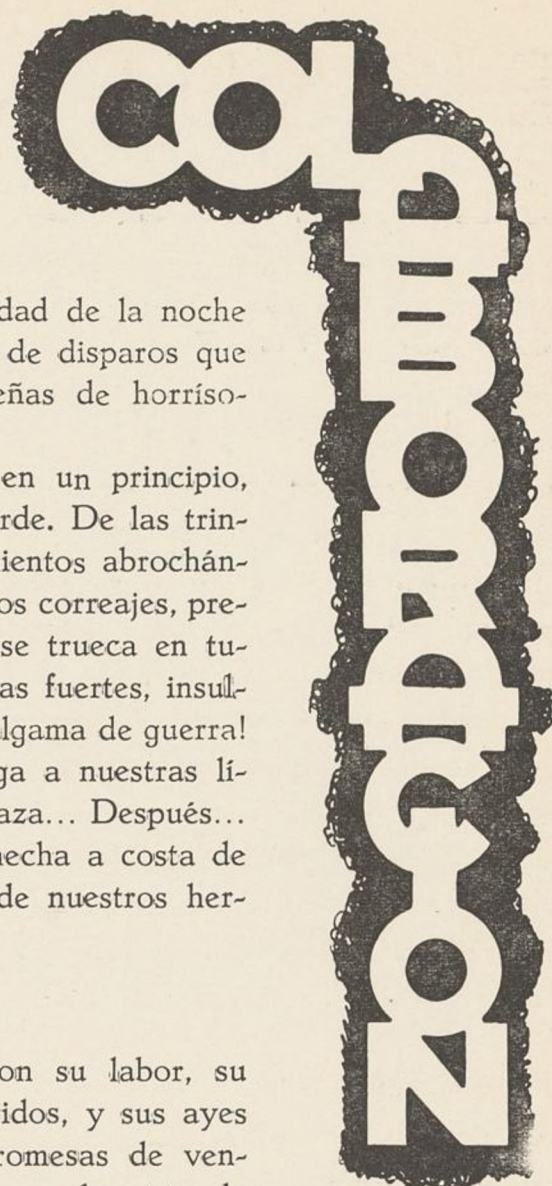 COLABORACION
dad de la noche
de disparos que
eñas de horríso-
en un principio,
rde. De las trin-
ientos abrochán-
os correajes, pre-
se trueca en tu-
as fuertes, insul-
lgama de guerra!
ga a nuestras lí-
aza... Después...
hecha a costa de
de nuestros her-
on su labor, su
idos, y sus ayes
romesas de ven-